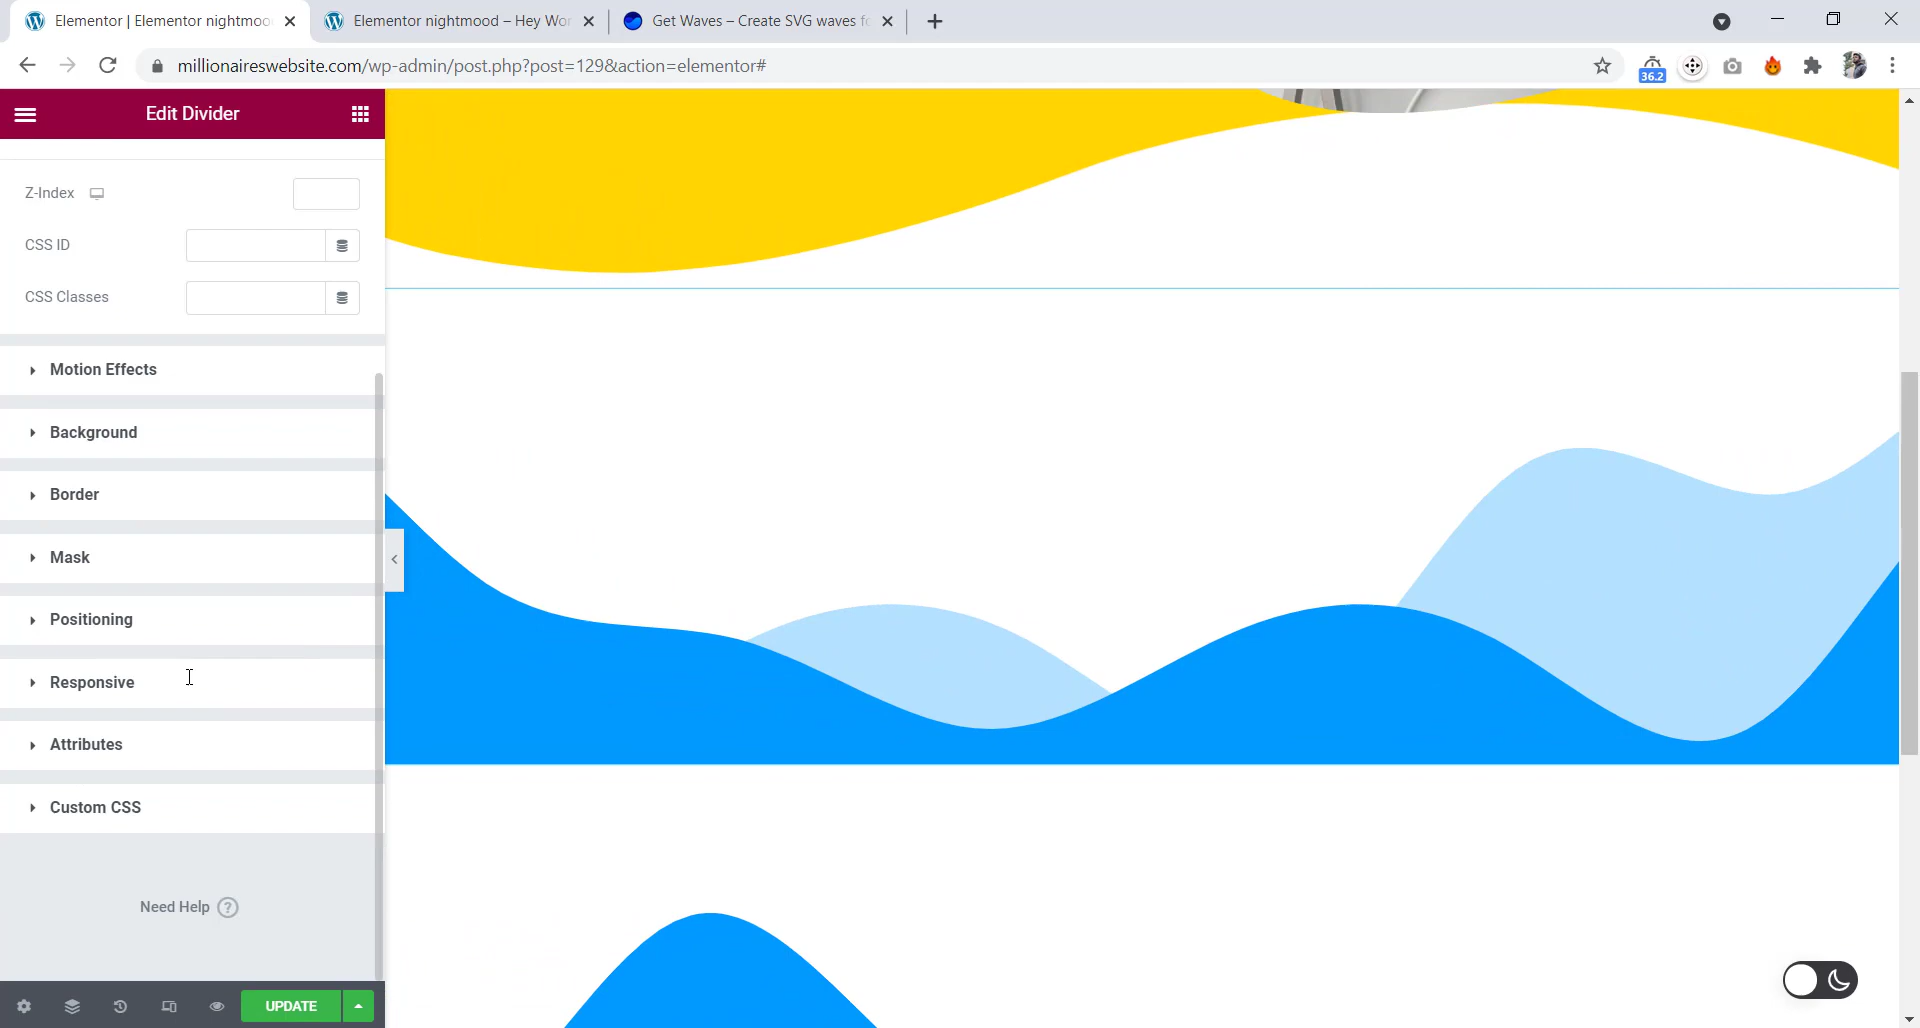 Elementor | Elementor nightmoo
Elementor nightmood – Hey Wor
Get Waves – Create SVG waves fo
millionaireswebsite.com/wp-admin/post.php?post=129&action=elementor#
36.2
Edit Divider
Z-Index
CSS ID
CSS Classes
Motion Effects
Background
Border
Mask
Positioning
Responsive
Attributes
Custom CSS
Need Help ?
UPDATE